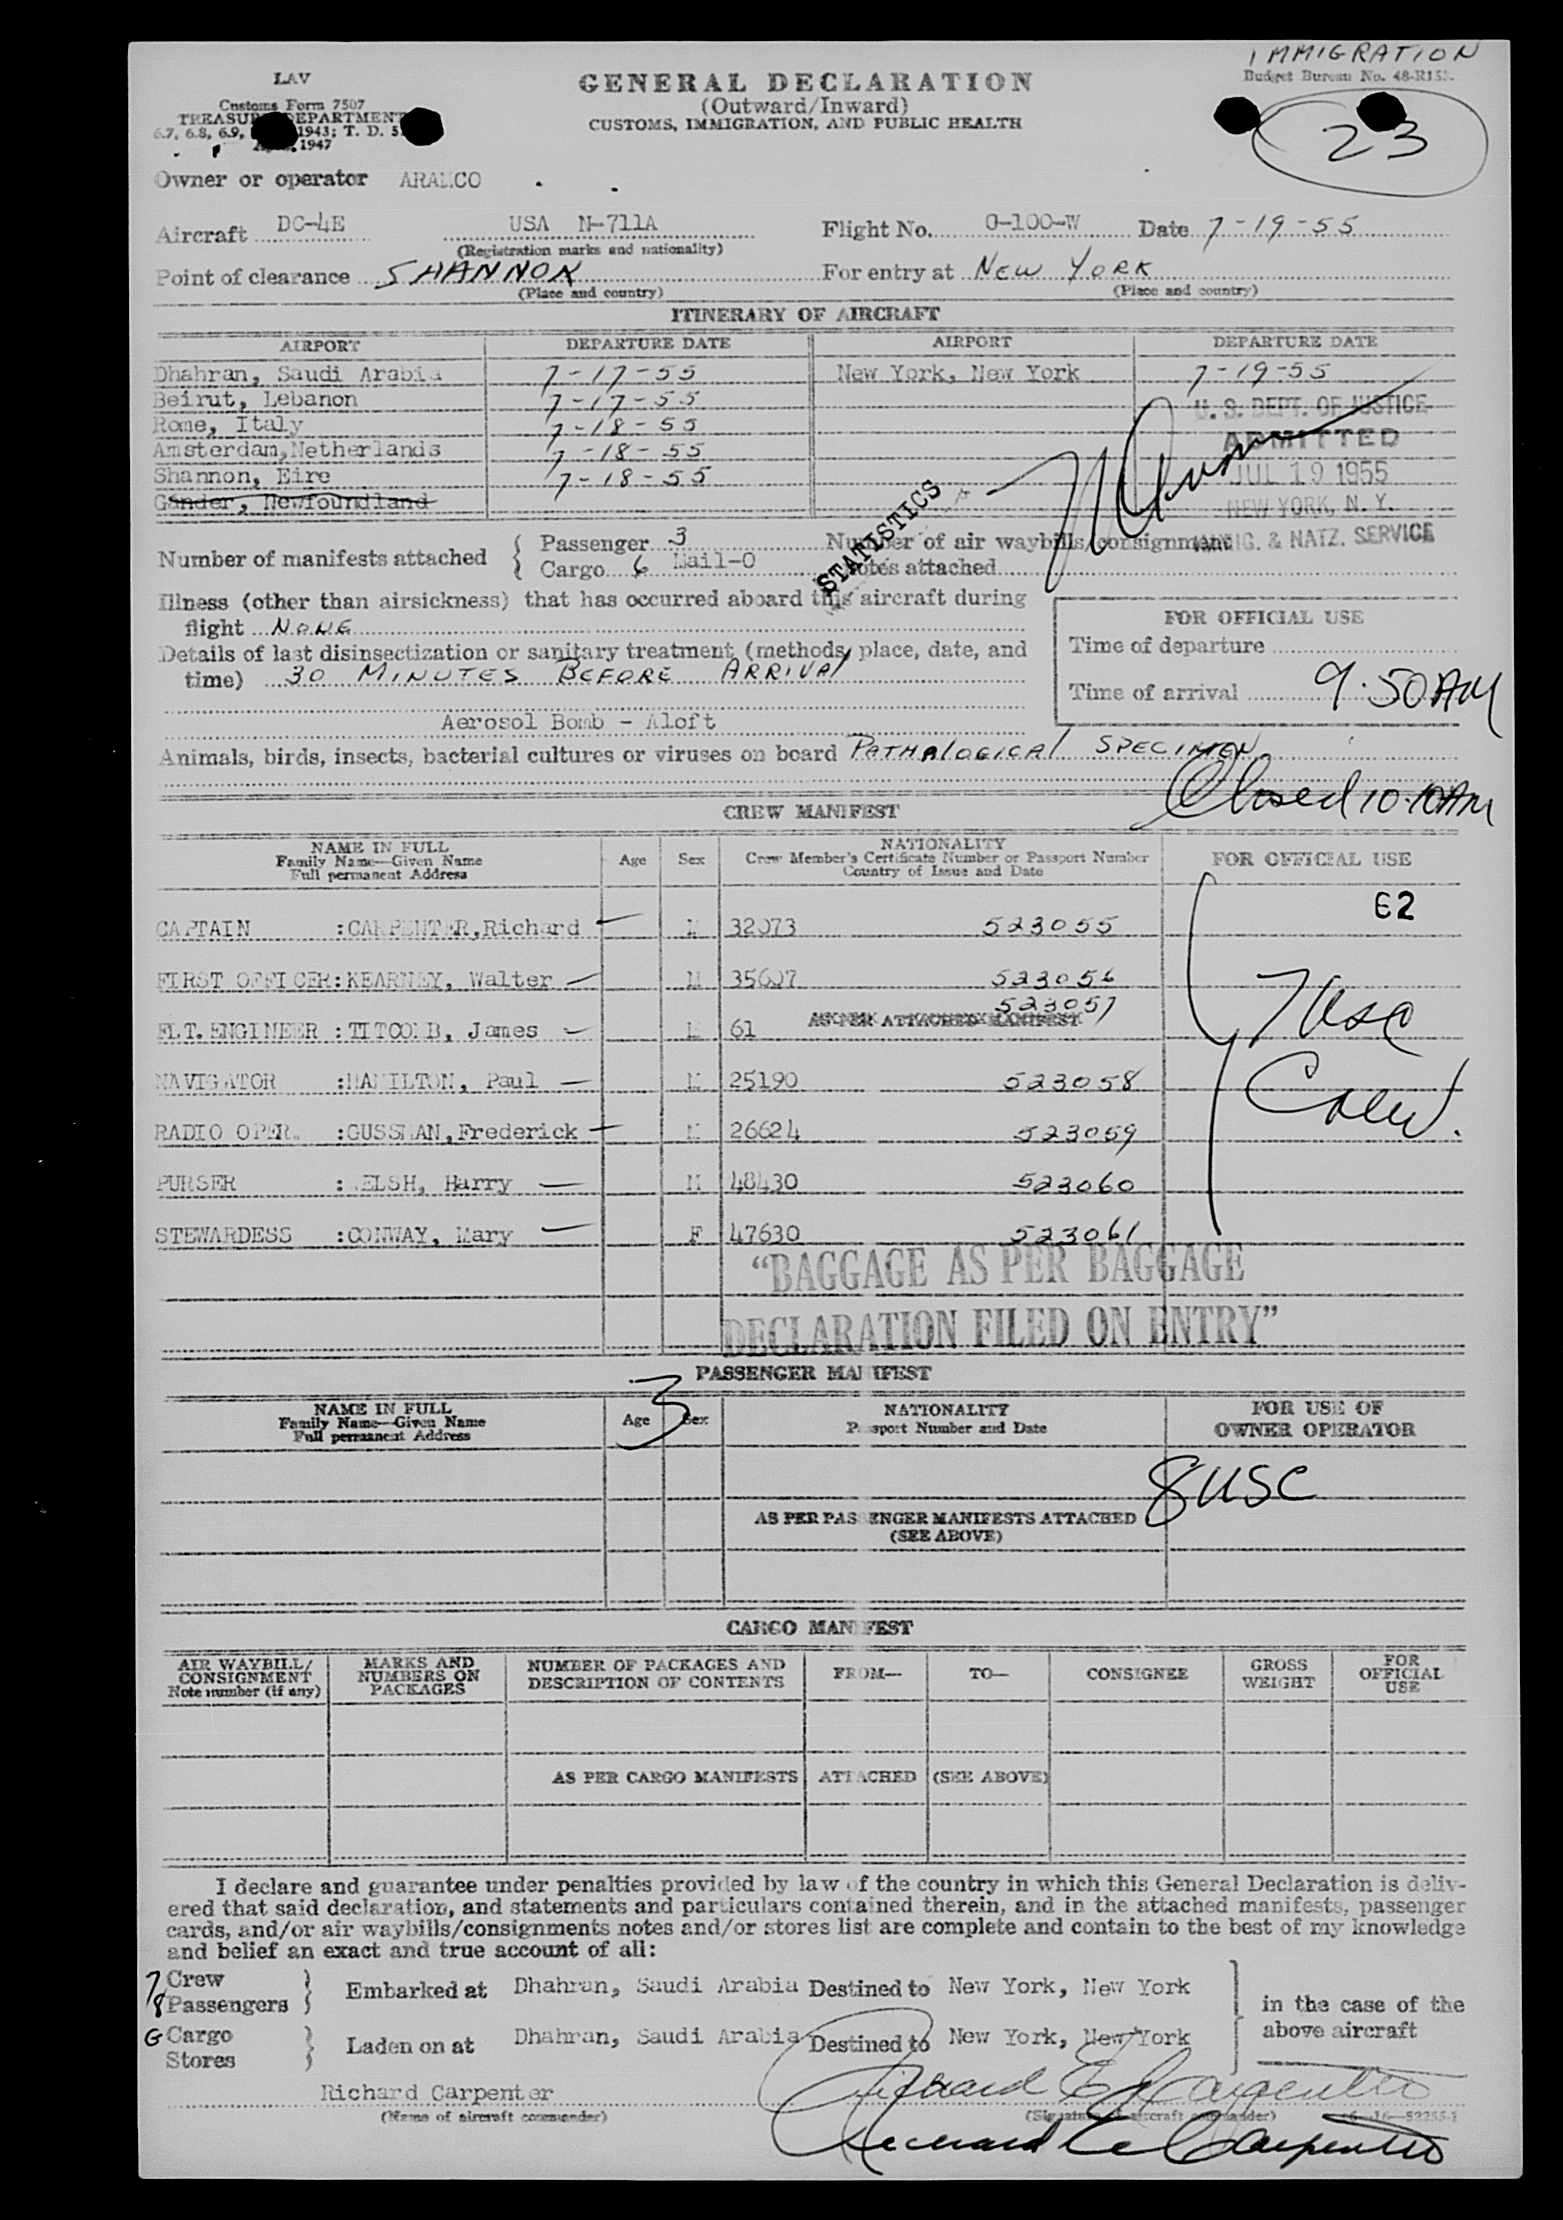 IMMIGRATION
LAV
Customs Form 7507
TREASURY DEPARTMENT
6.7, 6.8, 6.9, 1943; T. D.
1947
GENERAL DECLARATION
(Outward/Inward)
CUSTOMS, IMMIGRATION, AND PUBLIC HEALTH
Budget Bureau No.
23
Owner or operator ARAMCO
Aircraft DC-4E USA N-711A Flight No. 0-100-W Date 7-19-55
(Registration marks and nationality)
Point of clearance SHANNON For entry at NEW YORK
(Place and country) (Place and country)
ITINERARY OF AIRCRAFT
AIRPORT DEPARTURE DATE AIRPORT DEPARTURE DATE
Dhahran, Saudi Arabia 7-17-55 New York, New York 7-19-55
Beirut, Lebanon 7-17-55
Rome, Italy 7-18-55
Amsterdam,Netherlands 7-18-55
Shannon, Eire 7-18-55
Gander, Newfoundland
U. S. DEPT. OF JUSTICE
ADMITTED
JUL 19 1955
NEW YORK, N. Y.
IMMIG. & NATZ. SERVICE
STATISTICS
Number of manifests attached { Passenger 3 Number of air waybills/consignment
Cargo 6 Mail-0 notes attached
Illness (other than airsickness) that has occurred aboard this aircraft during
flight NONE
Details of last disinsectization or sanitary treatment (methods, place, date, and
time) 30 MINUTES BEFORE ARRIVAL
Aerosol Bomb - Aloft
FOR OFFICIAL USE
Time of departure
Time of arrival 9.50 AM
Animals, birds, insects, bacterial cultures or viruses on board PATHALOGICAL SPECIMEN
Closed 10.10AM
CREW MANIFEST
NAME IN FULL
Family Name—Given Name
Full permanent Address
Age
Sex
NATIONALITY
Crew Member's Certificate Number or Passport Number
Country of Issue and Date
FOR OFFICIAL USE
62
CAPTAIN :CARPENTER,Richard M 32073 523055
FIRST OFFICER:KEARNEY, Walter M 35607 523056
FLT.ENGINEER :TITCOMB, James M 61 523057
AS PER ATTACHED MANIFEST
NAVIGATOR :HAMILTON, Paul M 25190 523058
RADIO OPER. :GUSSMAN,Frederick M 26624 523059
PURSER :WELSH, Harry M 48430 523060
STEWARDESS :CONWAY, Mary F 47630 523061
7 USC
Crew.
"BAGGAGE AS PER BAGGAGE
DECLARATION FILED ON ENTRY"
PASSENGER MANIFEST
3
NAME IN FULL
Family Name—Given Name
Full permanent Address
Age
Sex
NATIONALITY
Passport Number and Date
FOR USE OF
OWNER OPERATOR
8 USC
AS PER PASSENGER MANIFESTS ATTACHED
(SEE ABOVE)
CARGO MANIFEST
AIR WAYBILL/
CONSIGNMENT
Note number (if any)
MARKS AND
NUMBERS ON
PACKAGES
NUMBER OF PACKAGES AND
DESCRIPTION OF CONTENTS
FROM—
TO—
CONSIGNEE
GROSS
WEIGHT
FOR
OFFICIAL
USE
AS PER CARGO MANIFESTS ATTACHED (SEE ABOVE)
I declare and guarantee under penalties provided by law of the country in which this General Declaration is deliv-
ered that said declaration, and statements and particulars contained therein, and in the attached manifests, passenger
cards, and/or air waybills/consignments notes and/or stores list are complete and contain to the best of my knowledge
and belief an exact and true account of all:
7 Crew
8 Passengers } Embarked at Dhahran, Saudi Arabia Destined to New York, New York
6 Cargo
Stores } Laden on at Dhahran, Saudi Arabia Destined to New York, New York
in the case of the
above aircraft
Richard Carpenter Richard E Carpenter
(Name of aircraft commander) (Signature of aircraft commander)
Richard E Carpenter